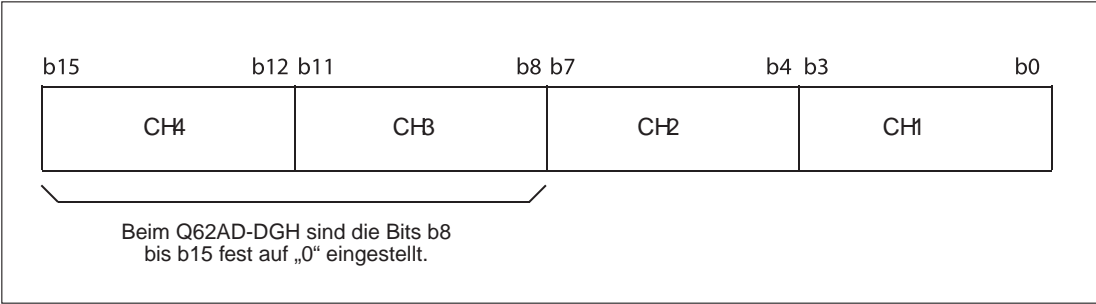 b15 b12 b11 b8 b7 b4 b3 b0
CH4 CH3 CH2 CH1
Beim Q62AD-DGH sind die Bits b8
bis b15 fest auf „0“ eingestellt.